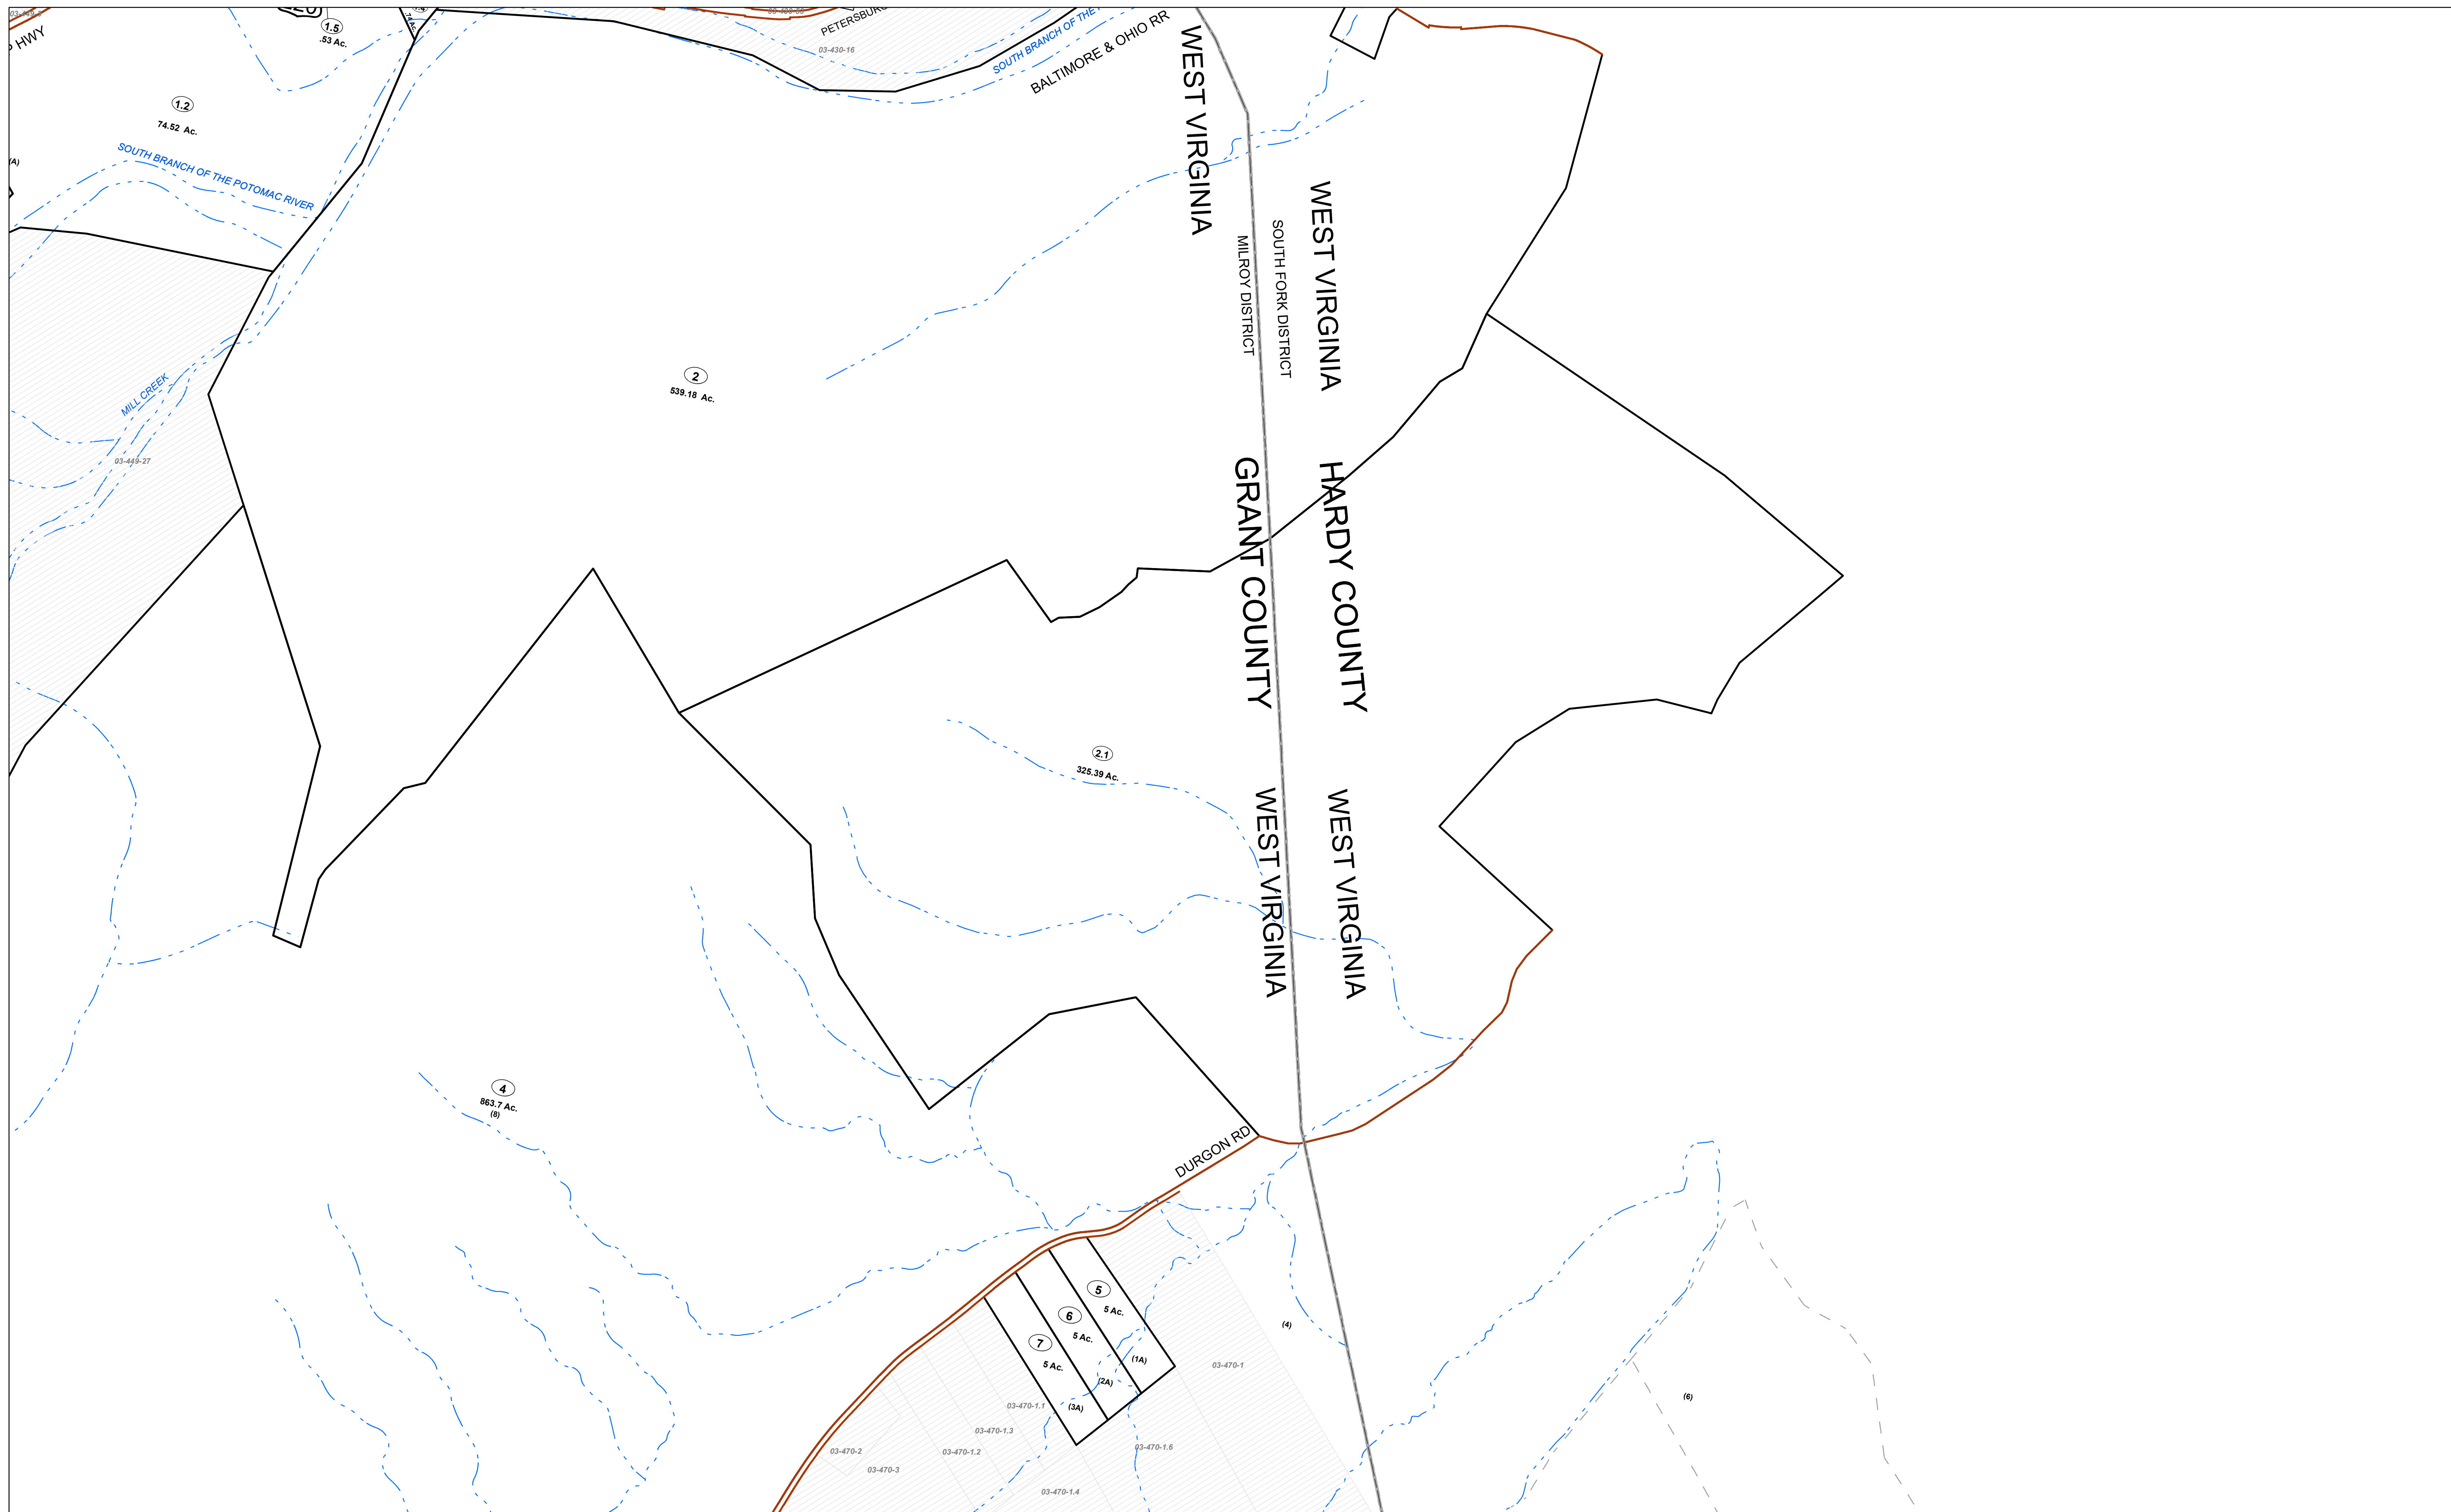 03-449-3
HWY
1.5
.53 Ac.
74 Ac.
PETERSBURG
03-430-16
SOUTH BRANCH OF THE
BALTIMORE & OHIO RR
1.2
74.52 Ac.
(A)
SOUTH BRANCH OF THE POTOMAC RIVER
WEST VIRGINIA
WEST VIRGINIA
MILROY DISTRICT
SOUTH FORK DISTRICT
MILL CREEK
03-449-27
2
539.18 Ac.
GRANT COUNTY
HARDY COUNTY
2.1
325.39 Ac.
WEST VIRGINIA
WEST VIRGINIA
4
863.7 Ac.
(8)
DURGON RD
5
5 Ac.
6
5 Ac.
7
5 Ac.
(1A)
(2A)
(3A)
(4)
(6)
03-470-1
03-470-1.1
03-470-1.3
03-470-1.2
03-470-2
03-470-3
03-470-1.6
03-470-1.4